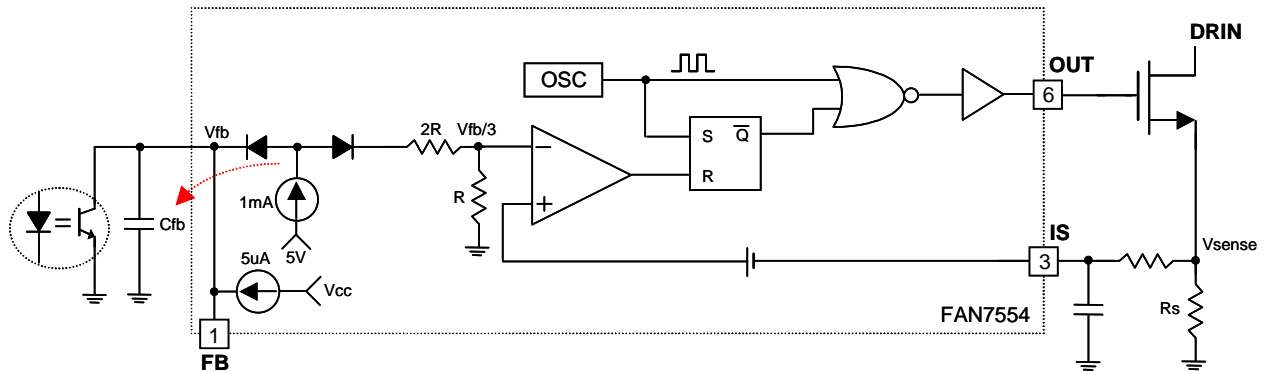 DRIN
OSC
OUT
6
Vfb
2R
Vfb/3
S
Q
R
R
1mA
Cfb
5V
5uA
Vcc
IS
3
Vsense
Rs
FAN7554
1
FB